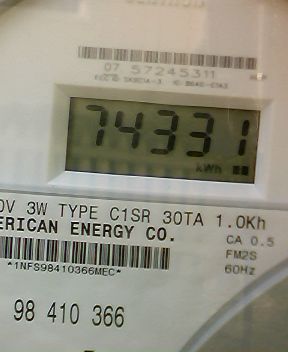 07 57245311
74331
kWh
0V 3W TYPE C1SR 30TA 1.0Kh
ERICAN ENERGY CO.
CA 0.5
FM2S
60Hz
*1NFS98410366MEC*
98 410 366